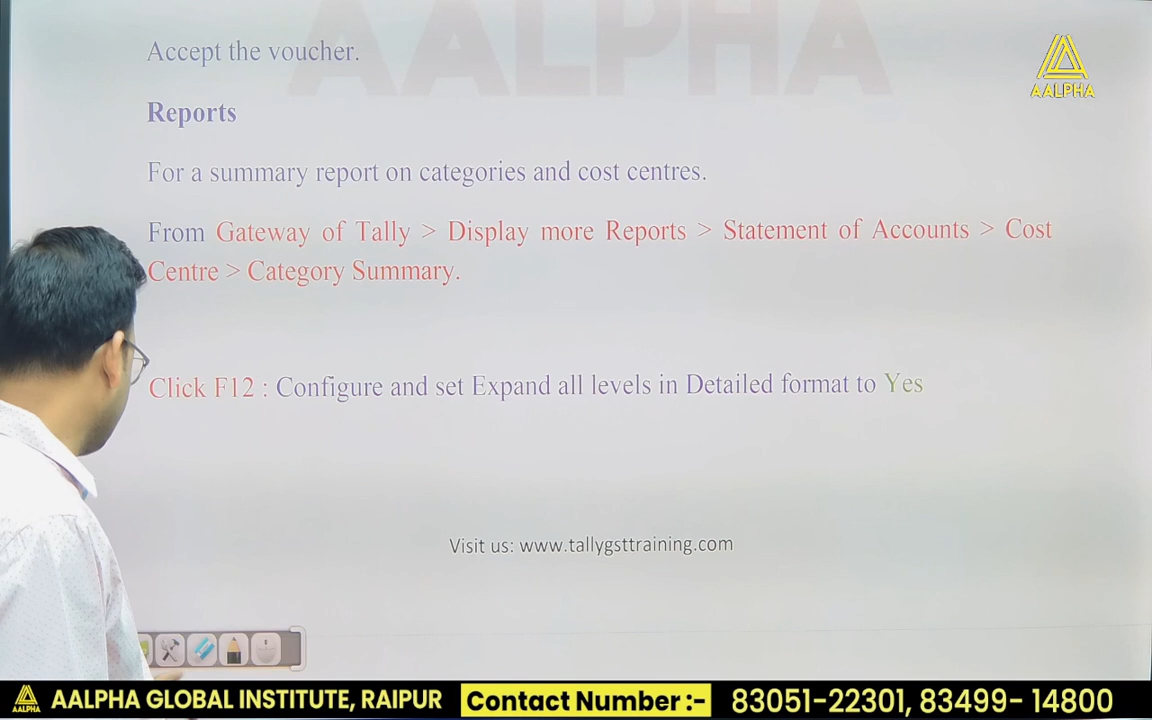 AALPHA
Accept the voucher.
AALPHA
Reports
For a summary report on categories and cost centres.
From Gateway of Tally > Display more Reports > Statement of Accounts > Cost
Centre > Category Summary.
Click F12 : Configure and set Expand all levels in Detailed format to Yes
Visit us: www.tallygsttraining.com
AALPHA
AALPHA GLOBAL INSTITUTE, RAIPUR Contact Number :- 83051-22301, 83499- 14800